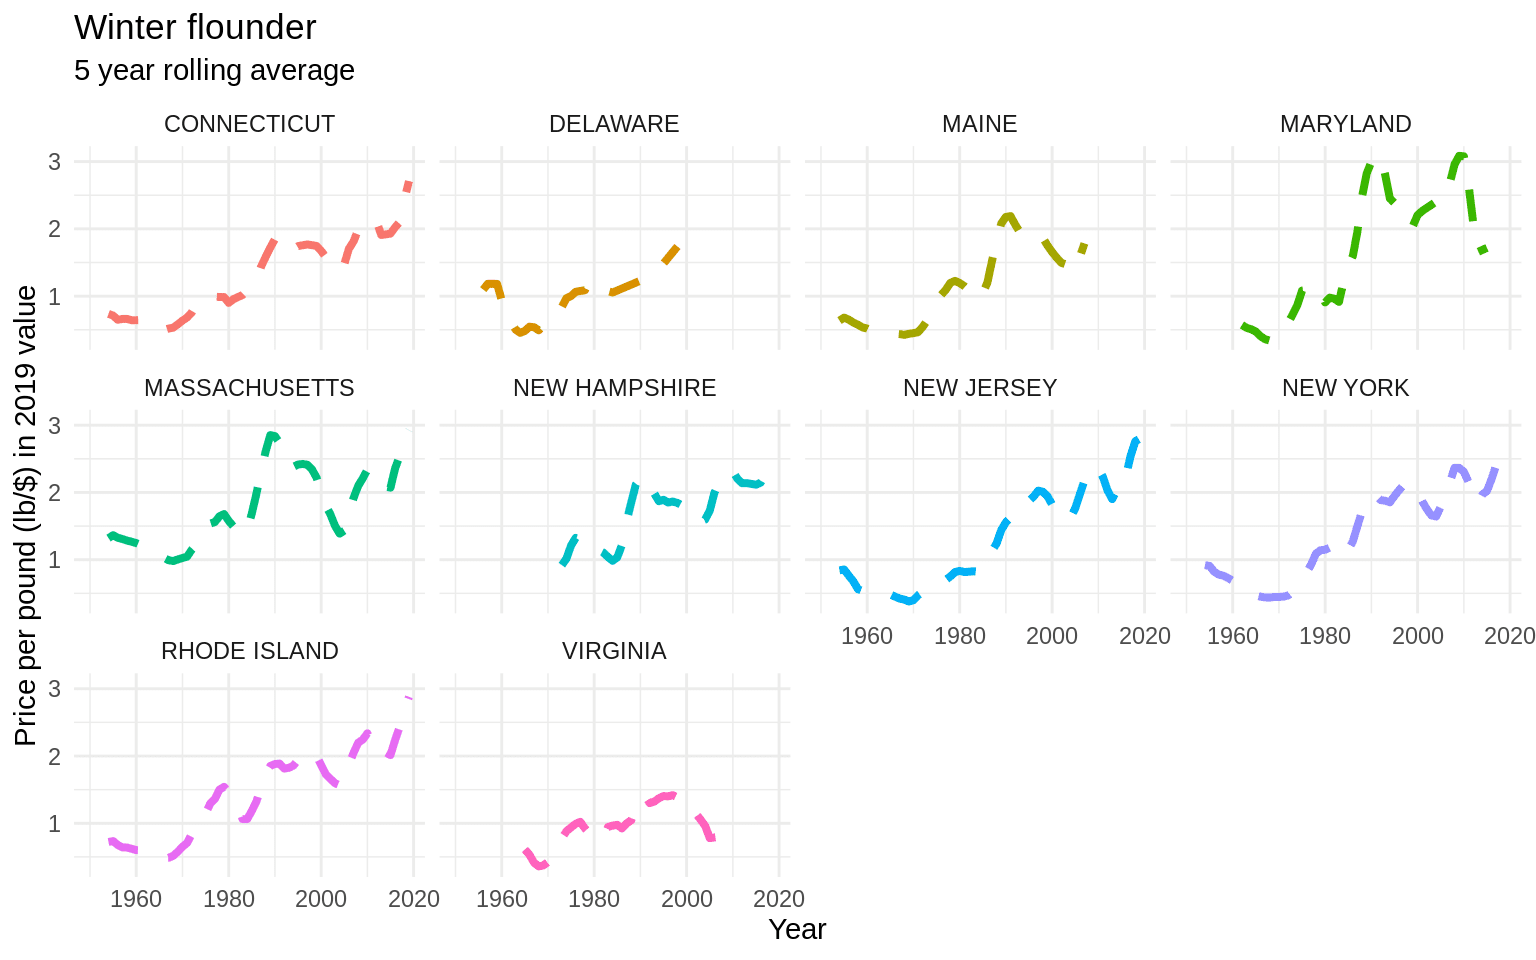 Winter flounder
5 year rolling average
CONNECTICUT
DELAWARE
MAINE
MARYLAND
3
2
1
MASSACHUSETTS
NEW HAMPSHIRE
NEW JERSEY
NEW YORK
3
2
1
1960 1980 2000 2020
1960 1980 2000 2020
RHODE ISLAND
VIRGINIA
3
2
1
1960 1980 2000 2020
1960 1980 2000 2020
Price per pound (lb/$) in 2019 value
Year